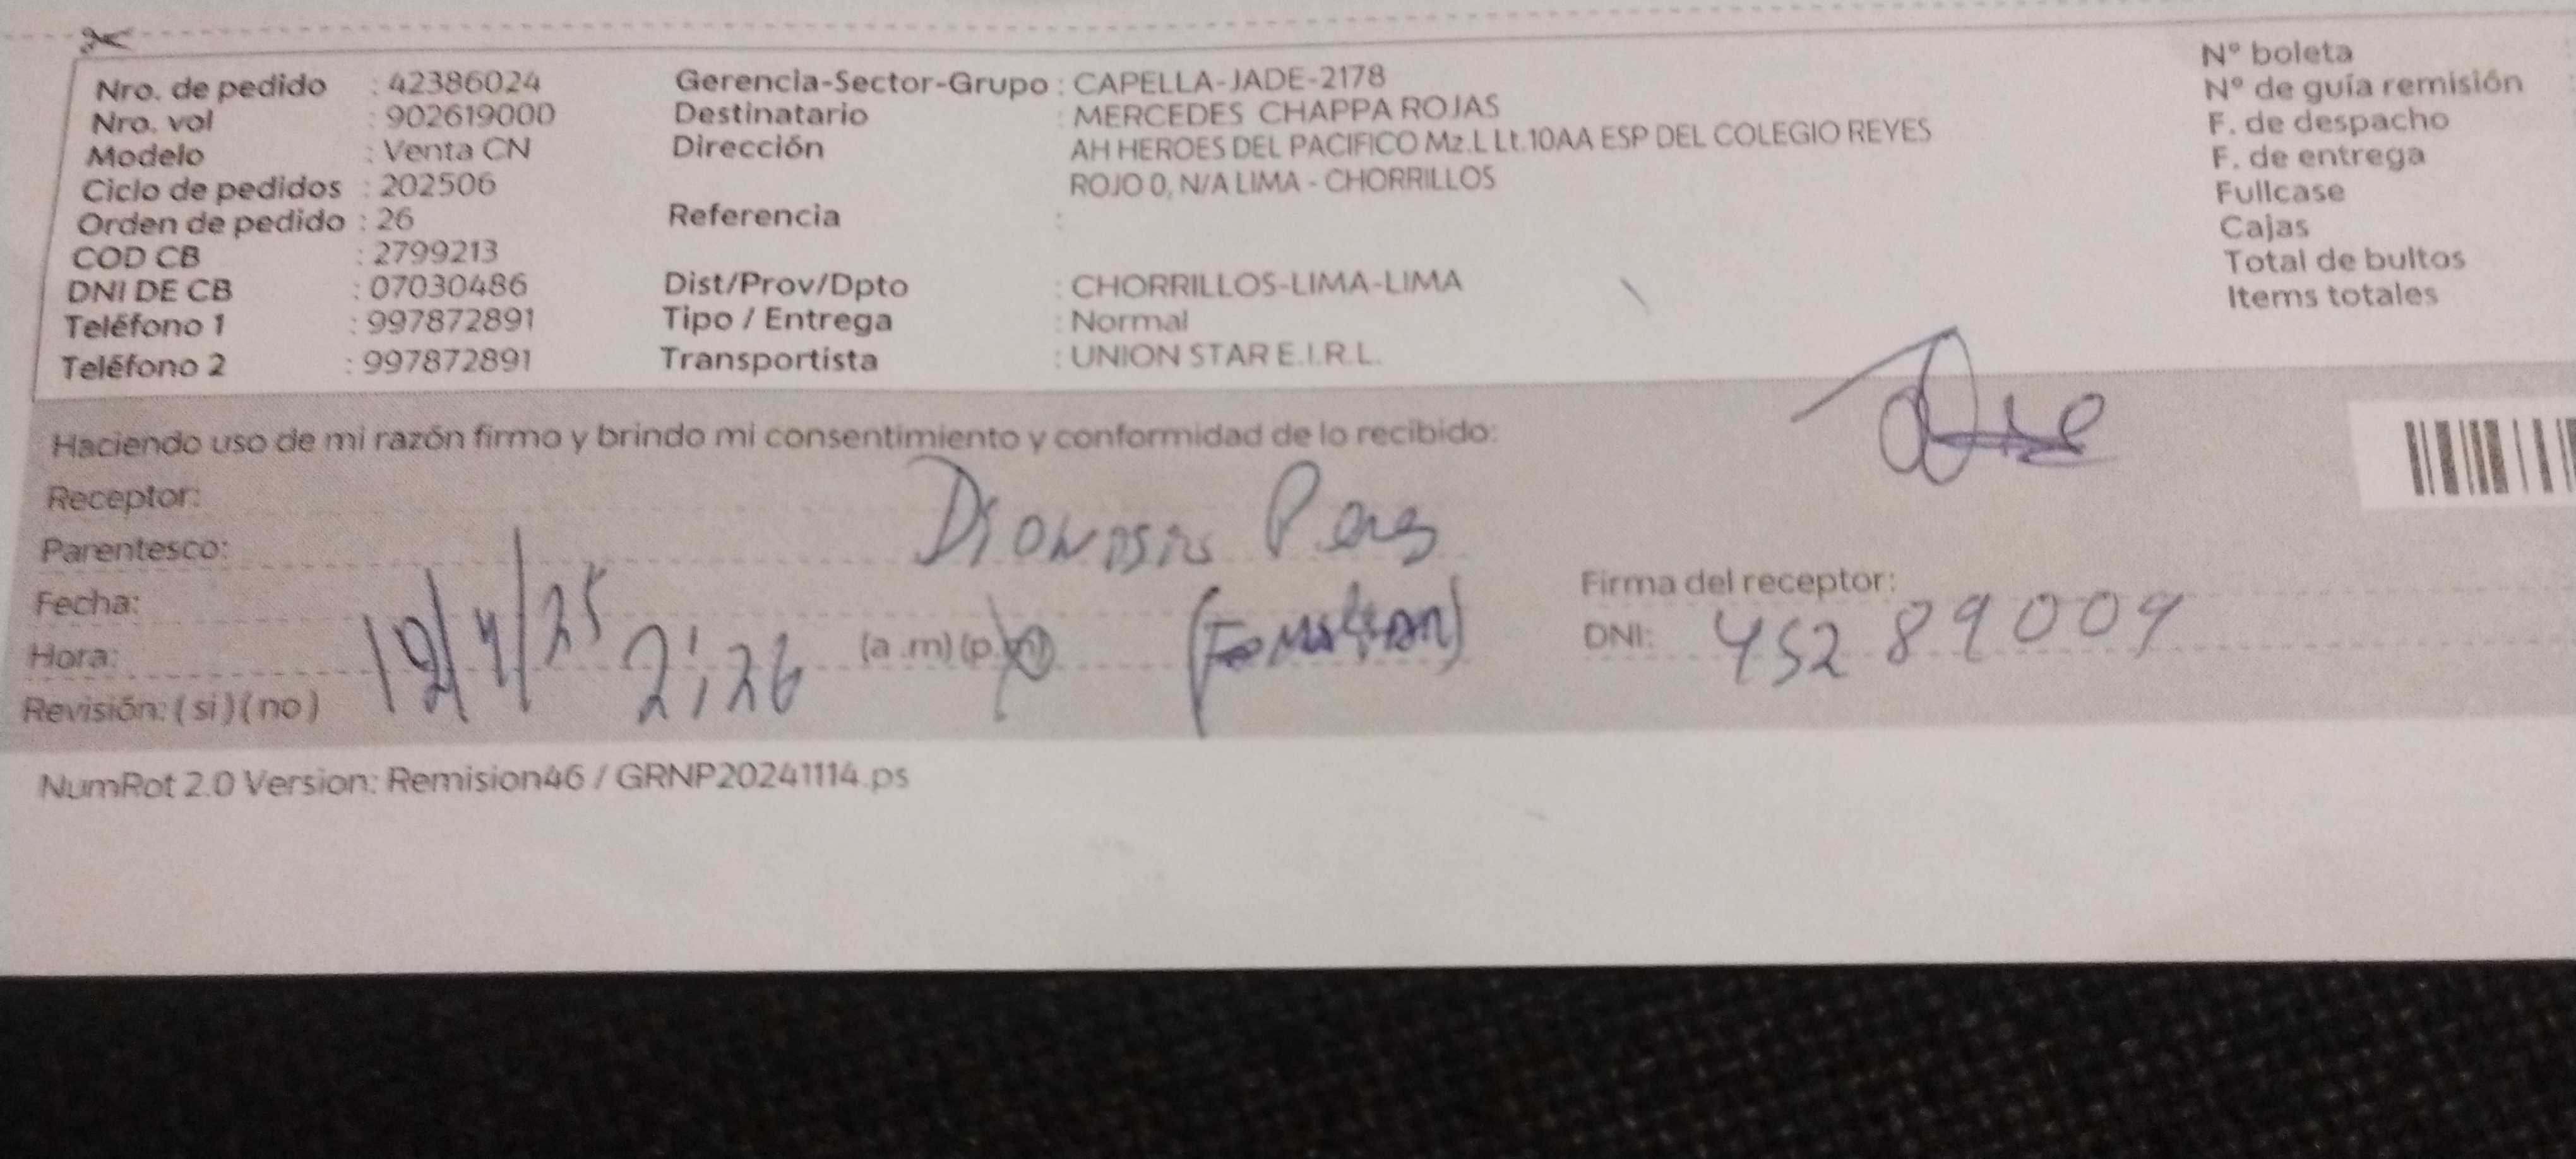 Nro. de pedido : 42386024 Gerencia-Sector-Grupo : CAPELLA-JADE-2178 N° boleta
Nro. vol : 902619000 Destinatario : MERCEDES CHAPPA ROJAS N° de guía remisión
Modelo : Venta CN Dirección AH HEROES DEL PACIFICO Mz.L Lt.10AA ESP DEL COLEGIO REYES F. de despacho
Ciclo de pedidos : 202506 ROJO 0, N/A LIMA - CHORRILLOS F. de entrega
Orden de pedido : 26 Referencia : Fullcase
COD CB : 2799213 Cajas
DNI DE CB : 07030486 Dist/Prov/Dpto : CHORRILLOS-LIMA-LIMA Total de bultos
Teléfono 1 : 997872891 Tipo / Entrega : Normal Items totales
Teléfono 2 : 997872891 Transportista : UNION STAR E.I.R.L.
Haciendo uso de mi razón firmo y brindo mi consentimiento y conformidad de lo recibido:
Receptor:
Parentesco:
Fecha: Firma del receptor:
Hora: 2:26 (a .m) (p.m) DNI: 45289009
Revisión: ( si ) ( no )
NumRot 2.0 Version: Remision46 / GRNP20241114.ps